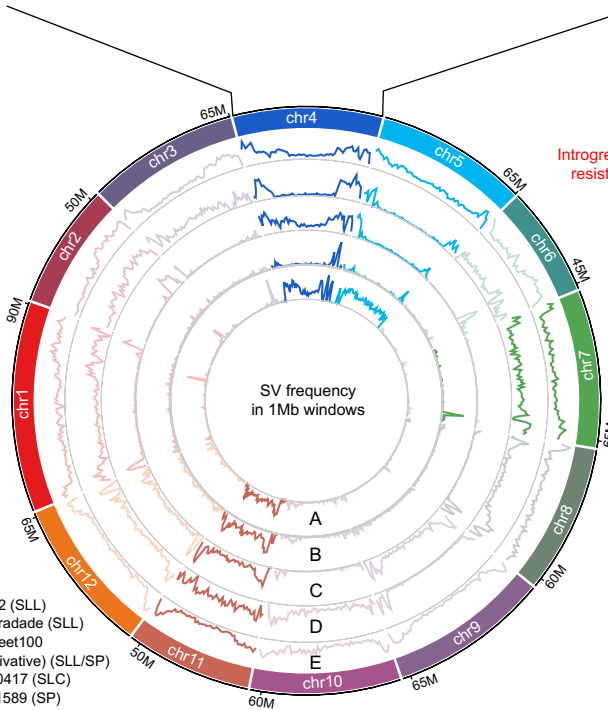 65M
chr4
chr3
chr5
Introgre
resist
50M
65M
chr2
chr6
45M
90M
chr7
SV frequency
in 1Mb windows
chr1
65M
chr8
A
65M
B
60M
chr12
C
2 (SLL)
radade (SLL)
D
chr9
eet100
50M
chr11
E
ivative) (SLL/SP)
0417 (SLC)
chr10
65M
1589 (SP)
60M